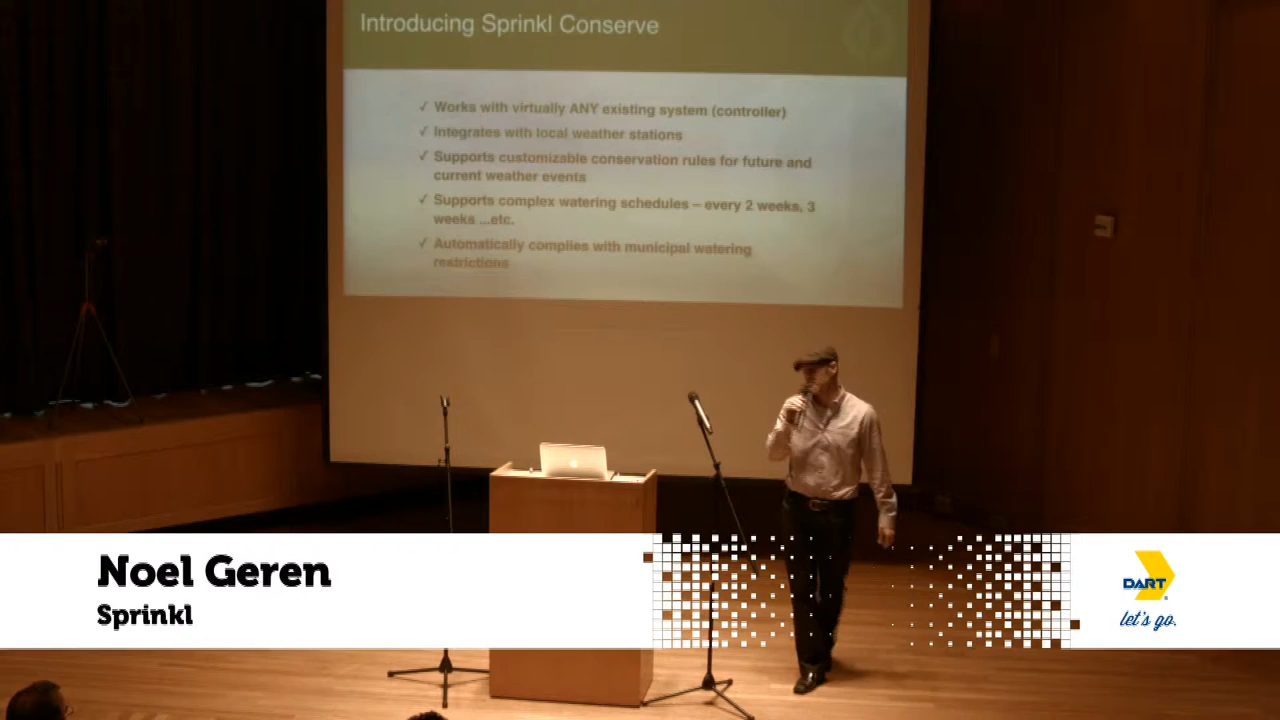 Introducing Sprinkl Conserve
✓ Works with virtually ANY existing system (controller)
✓ Integrates with local weather stations
✓ Supports customizable conservation rules for future and
current weather events
✓ Supports complex watering schedules – every 2 weeks, 3
weeks ...etc.
✓ Automatically complies with municipal watering
restrictions
Noel Geren
Sprinkl
DART
let's go.